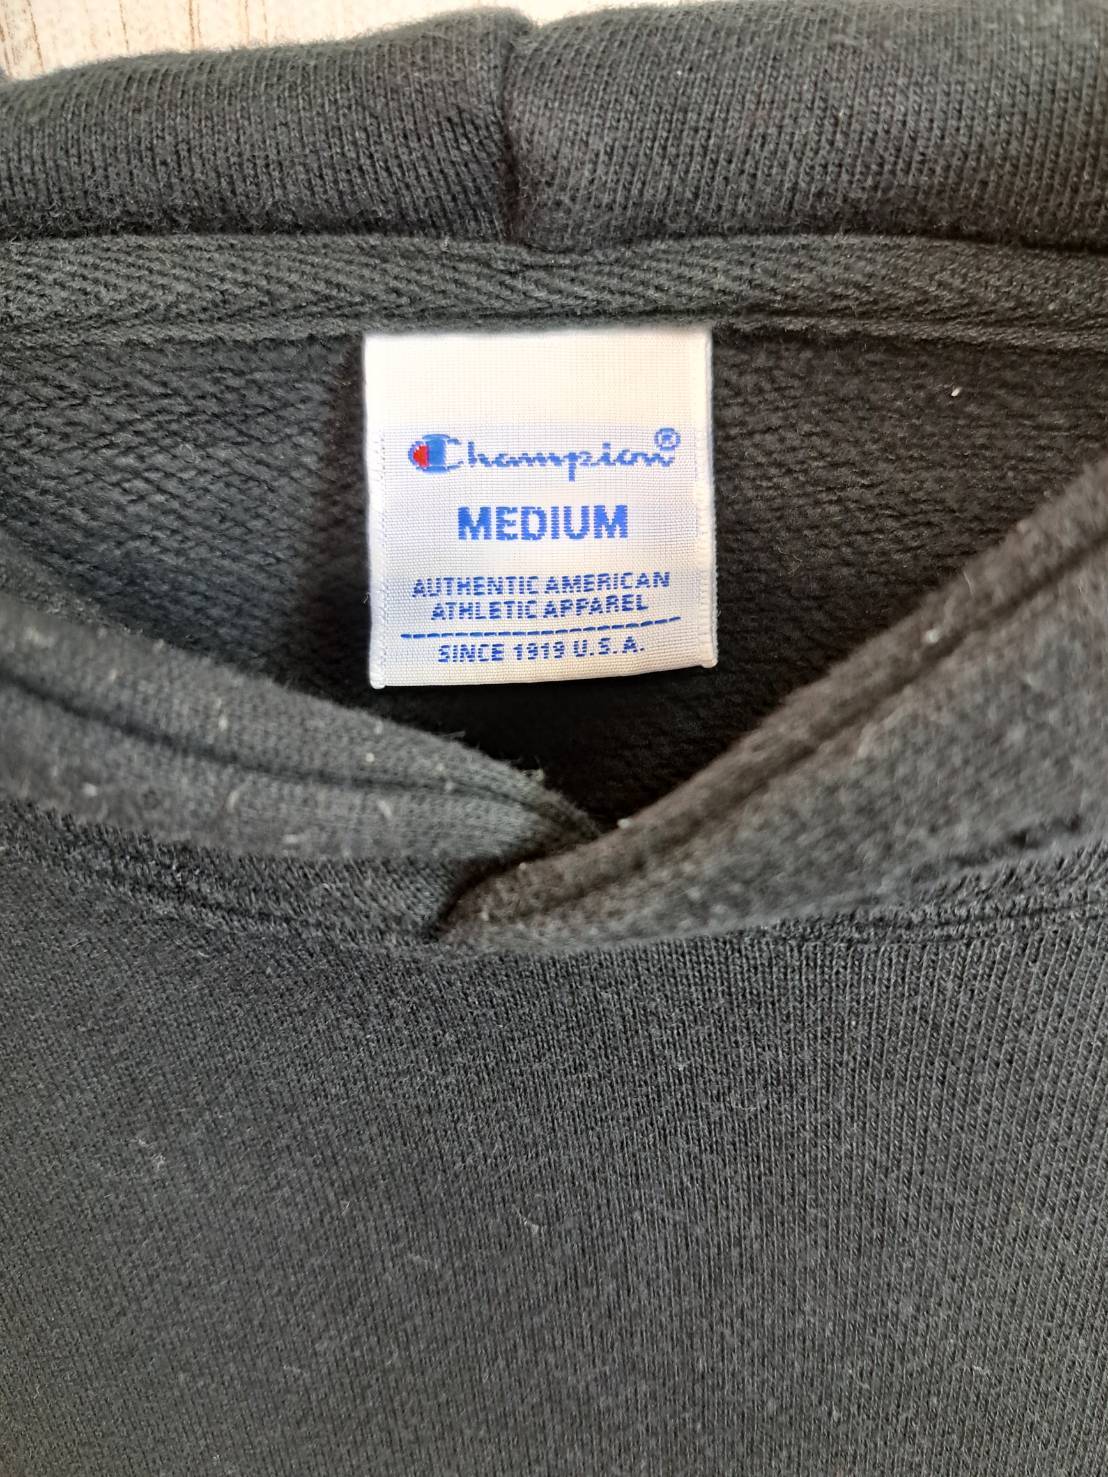 Champion®
MEDIUM
AUTHENTIC AMERICAN
ATHLETIC APPAREL
SINCE 1919 U.S.A.